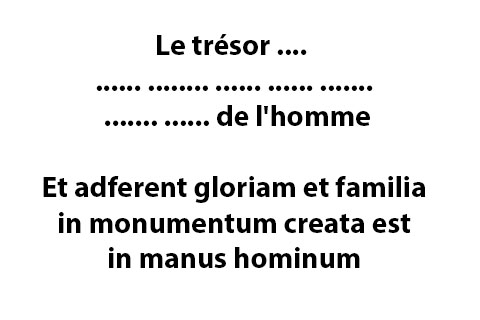 Le trésor ....
...... ........ ...... ...... .......
....... ...... de l'homme
Et adferent gloriam et familia
in monumentum creata est
in manus hominum